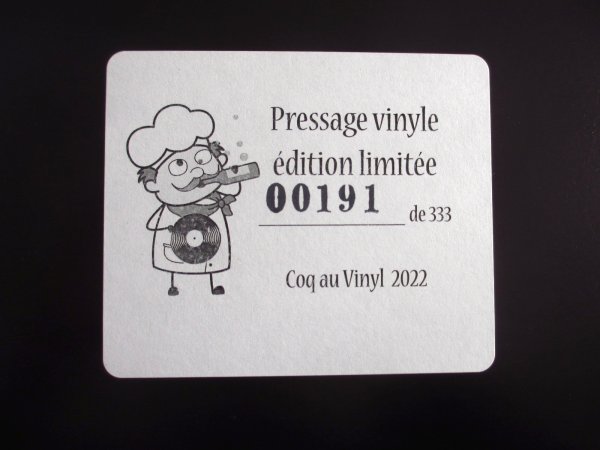 Pressage vinyle
édition limitée
00191 de 333
Coq au Vinyl 2022